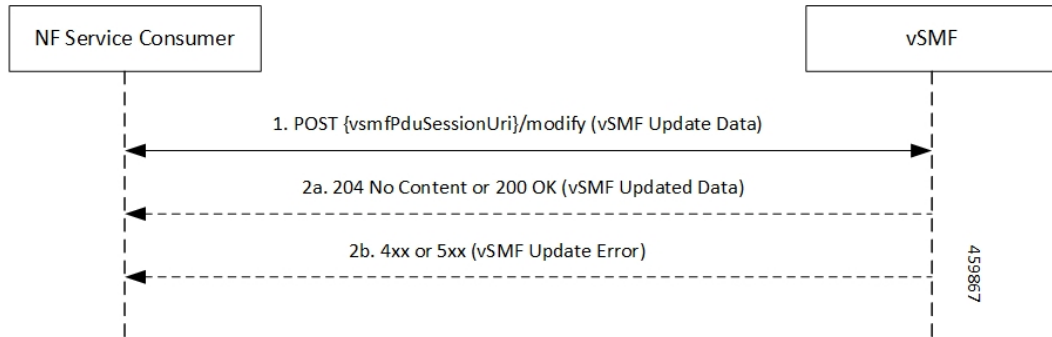 NF Service Consumer
vSMF
1. POST {vsmfPduSessionUri}/modify (vSMF Update Data)
2a. 204 No Content or 200 OK (vSMF Updated Data)
2b. 4xx or 5xx (vSMF Update Error)
459867